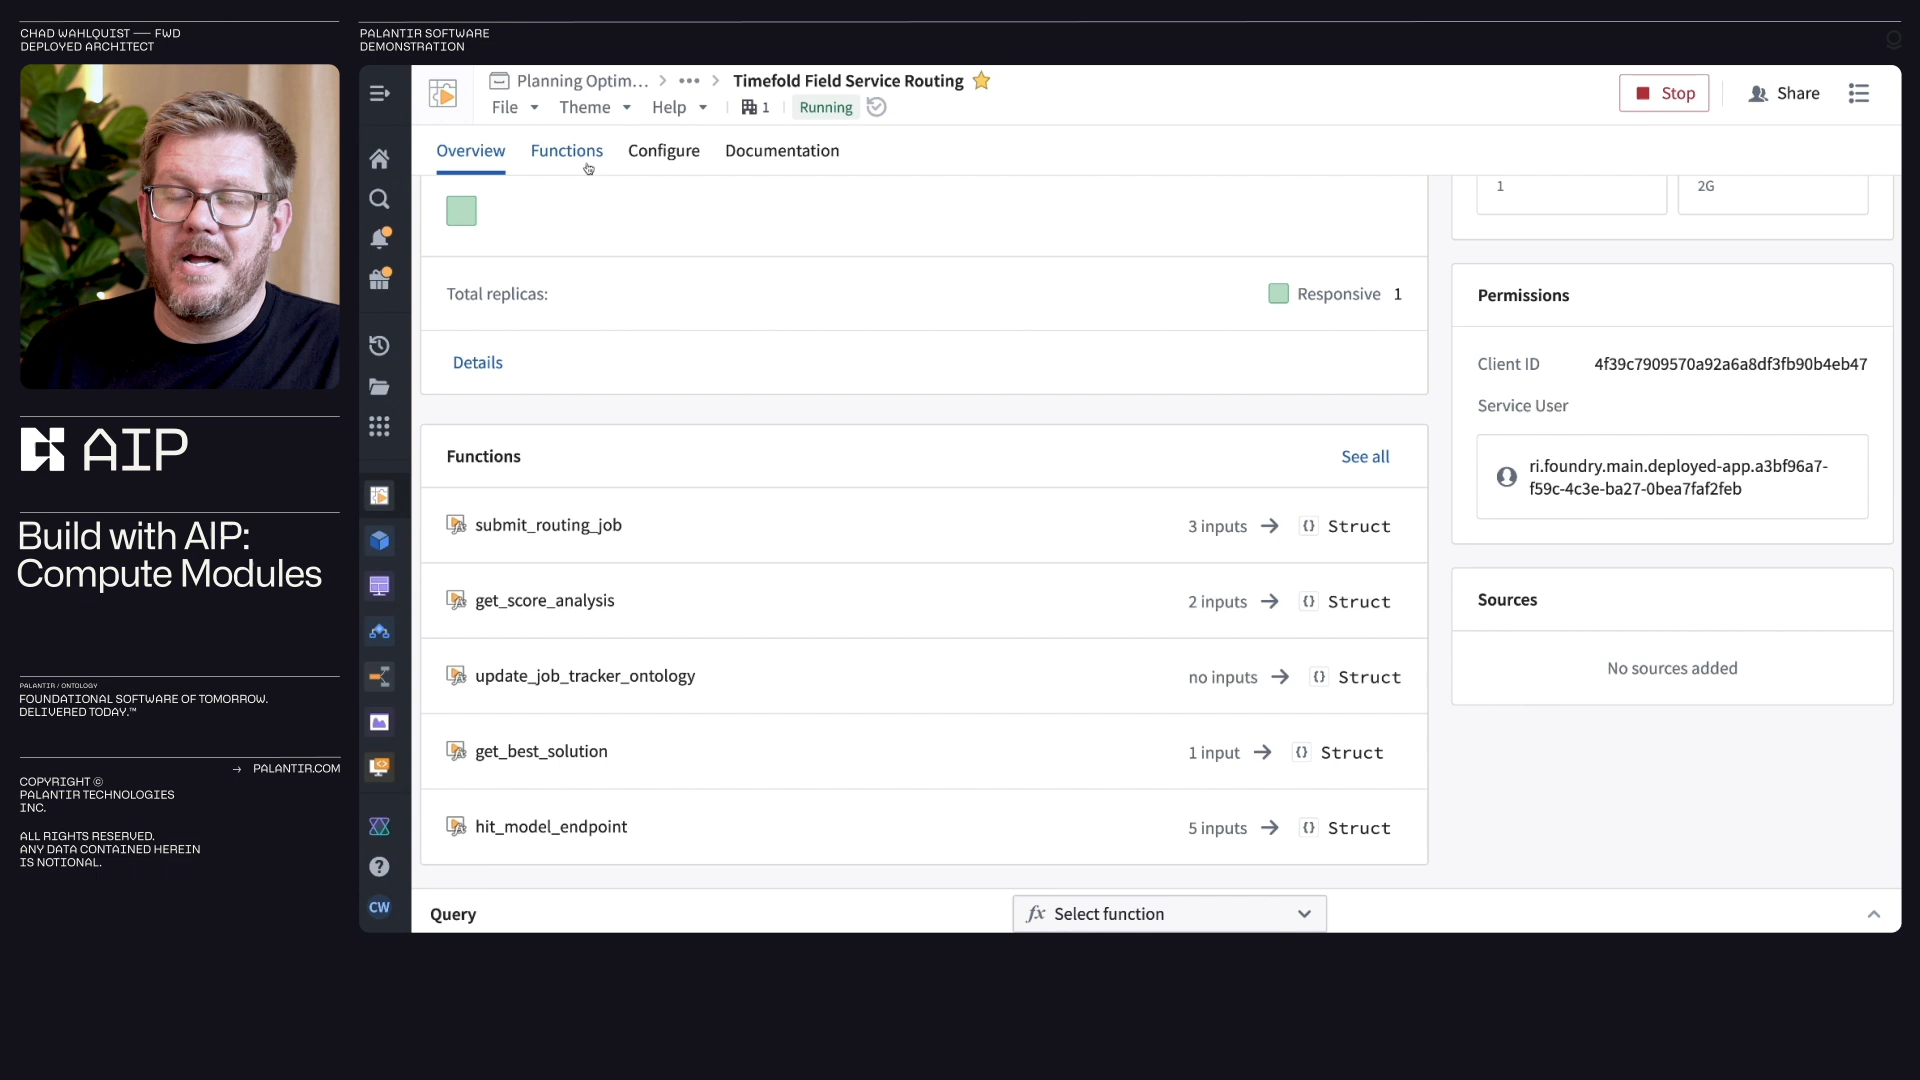 CHAD WAHLQUIST — FWD
DEPLOYED ARCHITECT
PALANTIR SOFTWARE
DEMONSTRATION
AIP
Build with AIP:
Compute Modules
PALANTIR / ONTOLOGY
FOUNDATIONAL SOFTWARE OF TOMORROW.
DELIVERED TODAY.™
→ PALANTIR.COM
COPYRIGHT ©
PALANTIR TECHNOLOGIES
INC.
ALL RIGHTS RESERVED.
ANY DATA CONTAINED HEREIN
IS NOTIONAL.
Planning Optim… > ••• > Timefold Field Service Routing
File Theme Help 1 Running
Stop
Share
Overview Functions Configure Documentation
Total replicas: Responsive 1
Details
Functions See all
submit_routing_job 3 inputs → {} Struct
get_score_analysis 2 inputs → {} Struct
update_job_tracker_ontology no inputs → {} Struct
get_best_solution 1 input → {} Struct
hit_model_endpoint 5 inputs → {} Struct
Query fx Select function
1 2G
Permissions
Client ID 4f39c7909570a92a6a8df3fb90b4eb47
Service User
ri.foundry.main.deployed-app.a3bf96a7-
f59c-4c3e-ba27-0bea7faf2feb
Sources
No sources added
?
CW